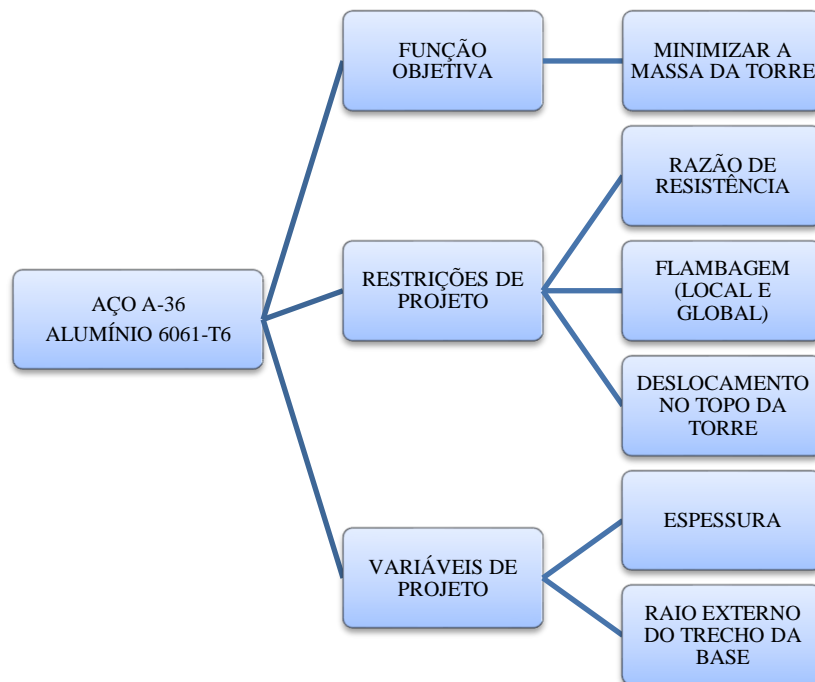 FUNÇÃO
OBJETIVA
MINIMIZAR A
MASSA DA TORRE
RAZÃO DE
RESISTÊNCIA
AÇO A-36
ALUMÍNIO 6061-T6
RESTRIÇÕES DE
PROJETO
FLAMBAGEM
(LOCAL E
GLOBAL)
DESLOCAMENTO
NO TOPO DA
TORRE
ESPESSURA
VARIÁVEIS DE
PROJETO
RAIO EXTERNO
DO TRECHO DA
BASE